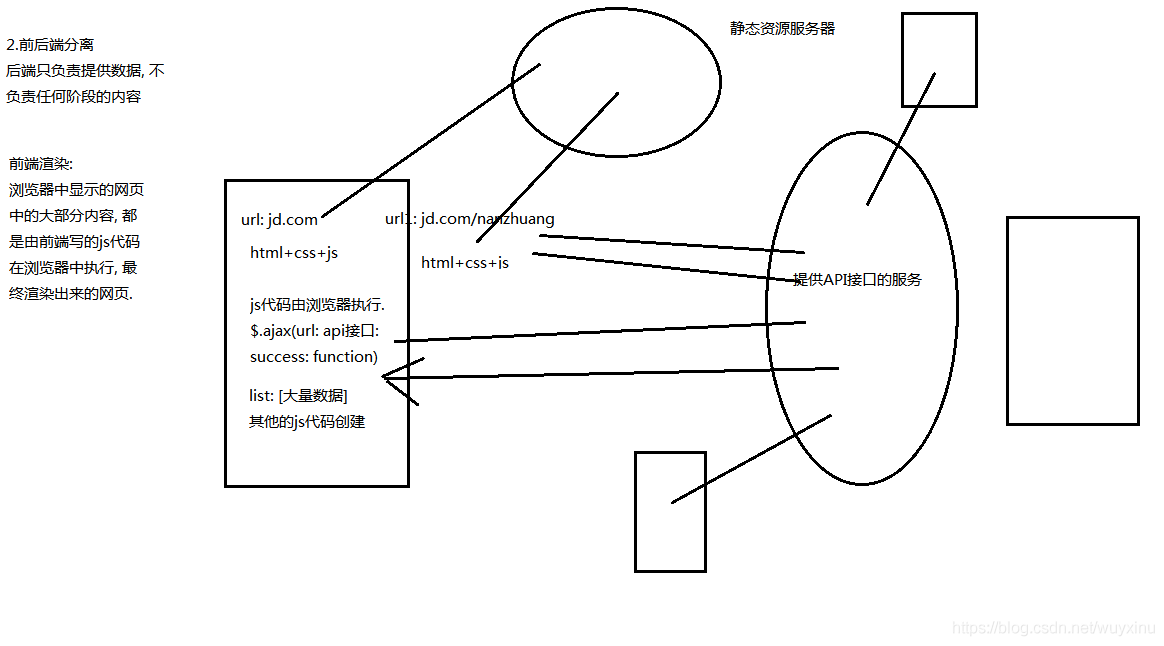 2.前后端分离
后端只负责提供数据, 不
负责任何阶段的内容
前端渲染:
浏览器中显示的网页
中的大部分内容, 都
是由前端写的js代码
在浏览器中执行, 最
终渲染出来的网页.
静态资源服务器
url: jd.com
html+css+js
url1: jd.com/nanzhuang
html+css+js
js代码由浏览器执行.
$.ajax(url: api接口:
success: function)
list: [大量数据]
其他的js代码创建
提供API接口的服务
https://blog.csdn.net/wuyxinu